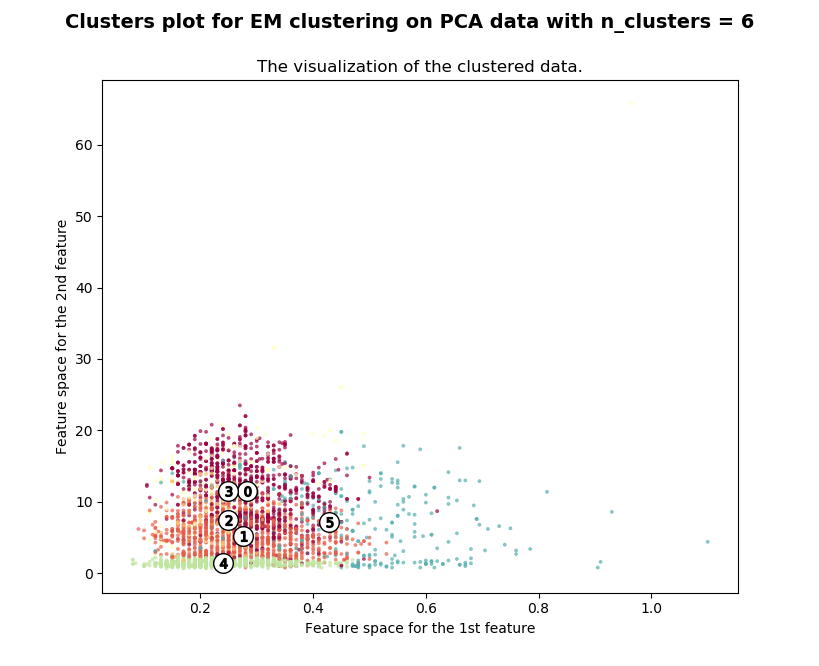 Clusters plot for EM clustering on PCA data with n_clusters = 6
The visualization of the clustered data.
Feature space for the 2nd feature
60
50
40
30
20
10
0
3 0
2
5
1
4
0.2 0.4 0.6 0.8 1.0
Feature space for the 1st feature